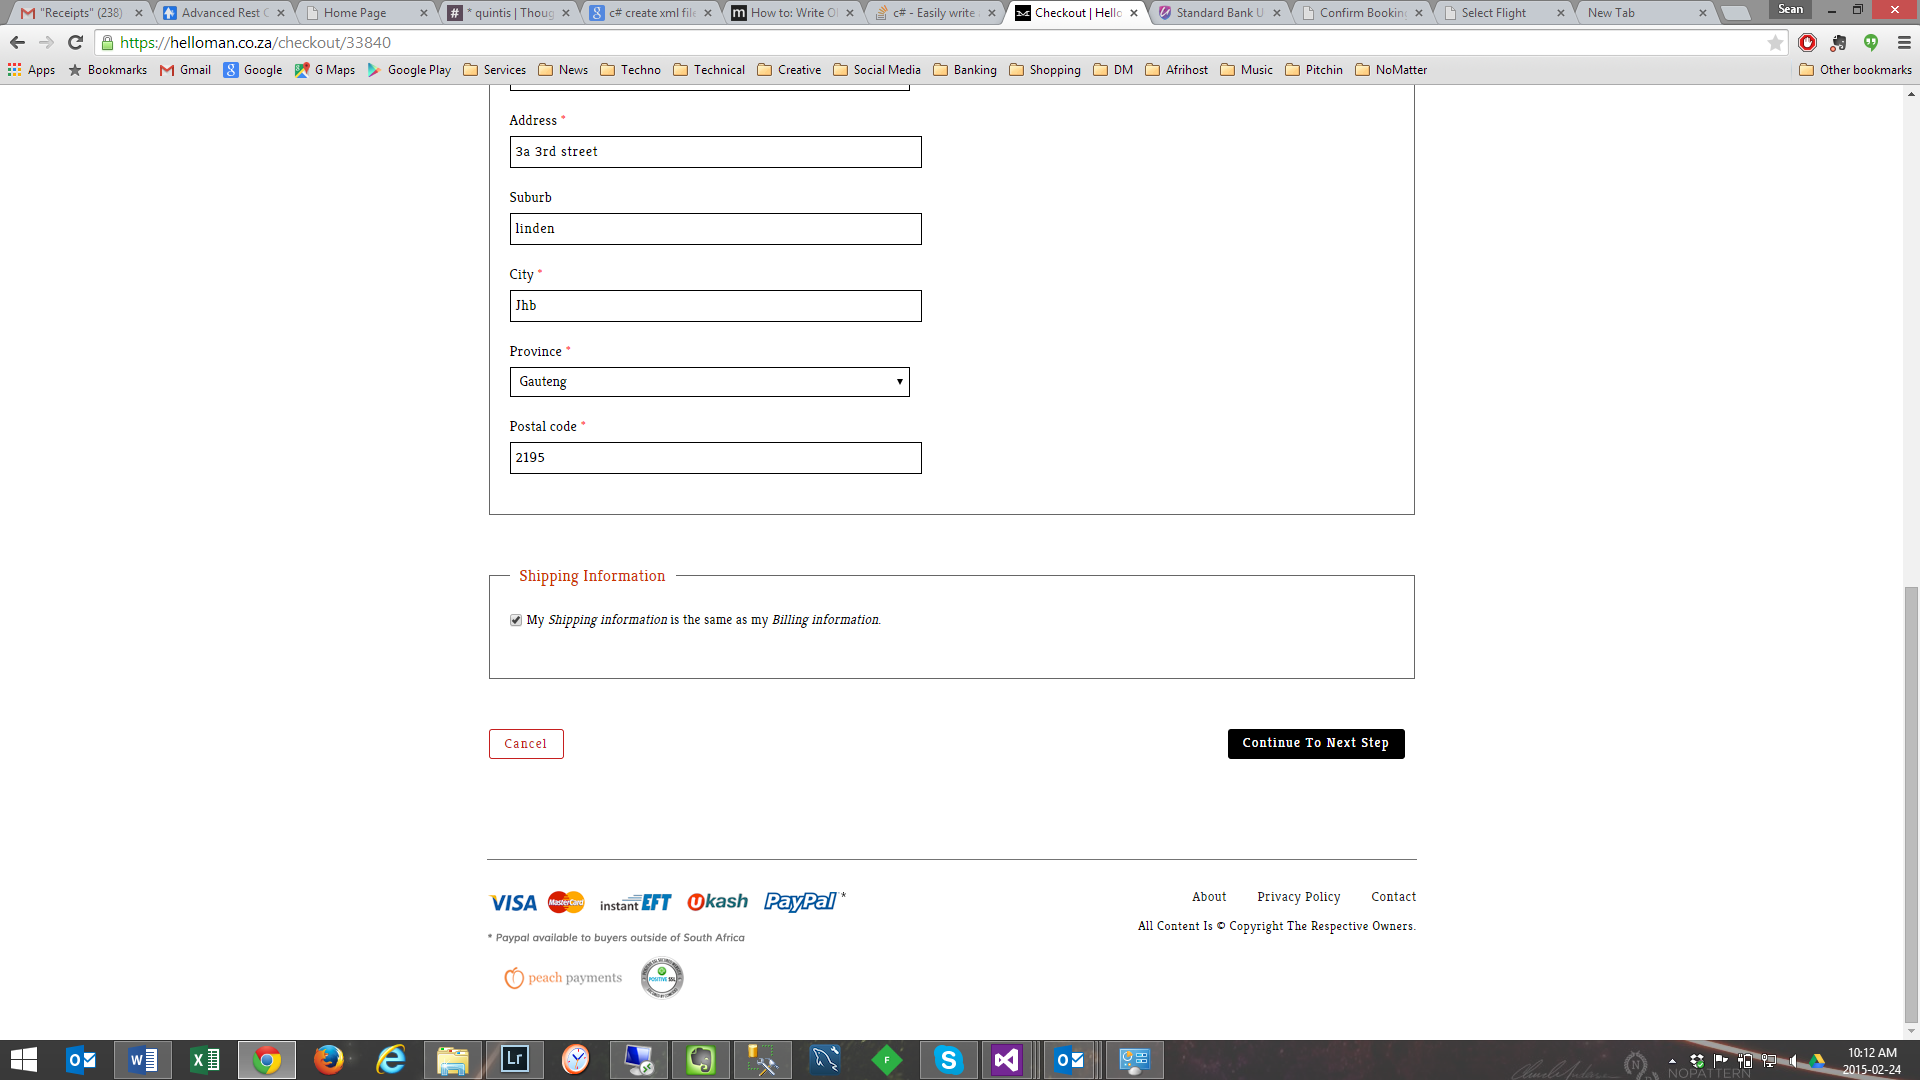 "Receipts" (238)
Advanced Rest C
Home Page
* quintis | Thoug
c# create xml file
How to: Write O
c# - Easily write
Checkout | Hello
Standard Bank U
Confirm Booking
Select Flight
New Tab
Sean
https://helloman.co.za/checkout/33840
Apps
Bookmarks
Gmail
Google
G Maps
Google Play
Services
News
Techno
Technical
Creative
Social Media
Banking
Shopping
DM
Afrihost
Music
Pitchin
NoMatter
Other bookmarks
Address *
3a 3rd street
Suburb
linden
City *
Jhb
Province *
Gauteng
Postal code *
2195
Shipping Information
My Shipping information is the same as my Billing information.
Cancel
Continue To Next Step
VISA MasterCard instant EFT Ukash PayPal *
About Privacy Policy Contact
* Paypal available to buyers outside of South Africa
All Content Is © Copyright The Respective Owners.
peach payments
POSITIVE SSL
Lr
NOPATTERN
10:12 AM
2015-02-24